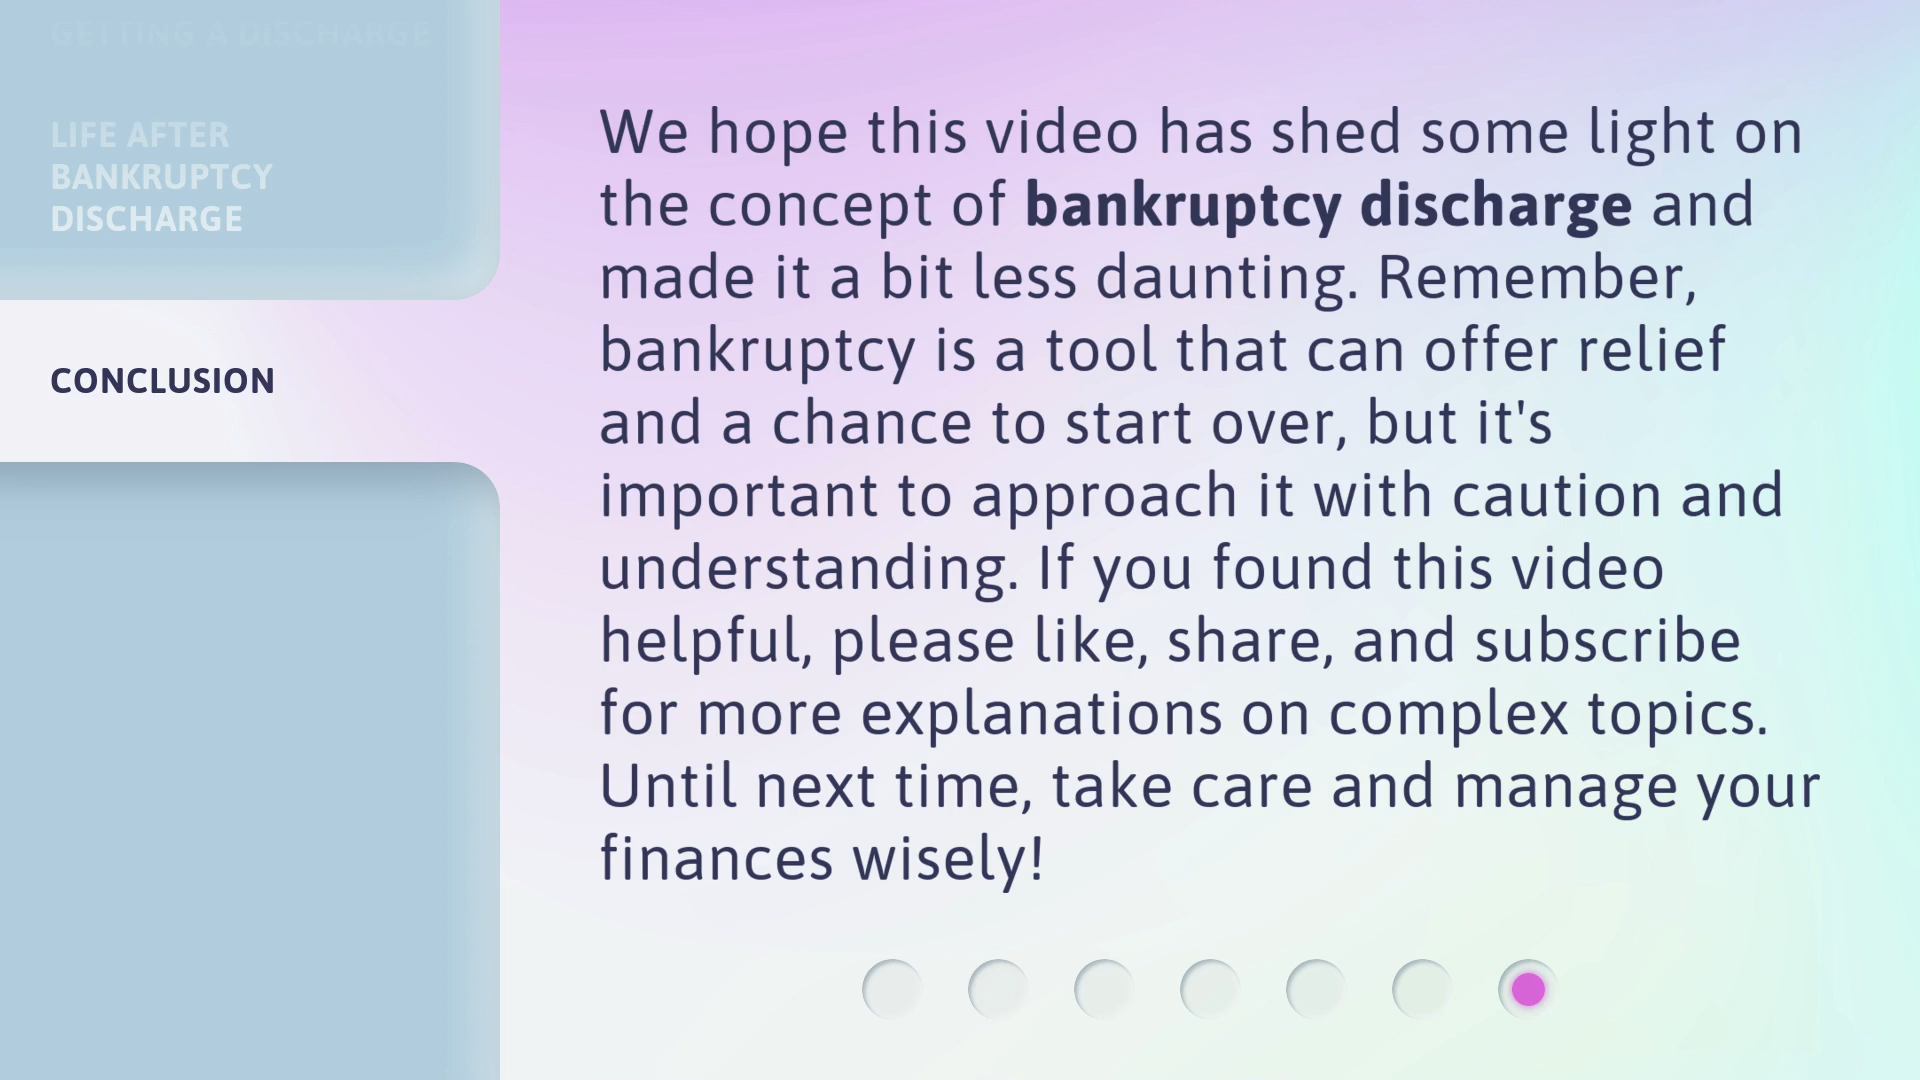 GETTING A DISCHARGE
LIFE AFTER
BANKRUPTCY
DISCHARGE
CONCLUSION
We hope this video has shed some light on
the concept of bankruptcy discharge and
made it a bit less daunting. Remember,
bankruptcy is a tool that can offer relief
and a chance to start over, but it's
important to approach it with caution and
understanding. If you found this video
helpful, please like, share, and subscribe
for more explanations on complex topics.
Until next time, take care and manage your
finances wisely!